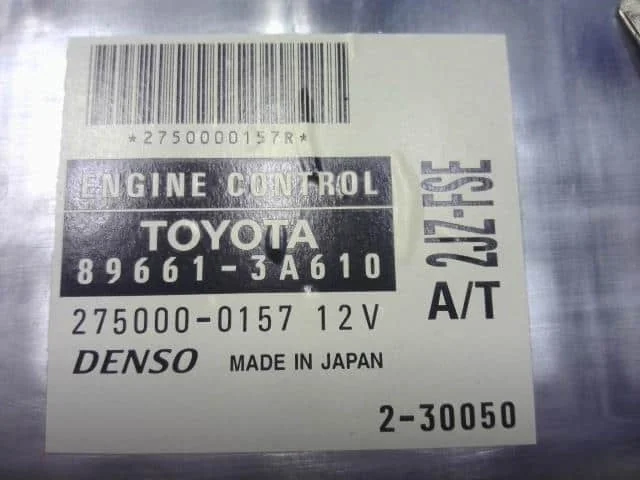 *2750000157R*
ENGINE CONTROL
TOYOTA
89661-3A610
2JZ-FSE
A/T
275000-0157 12V
DENSO MADE IN JAPAN
2-30050